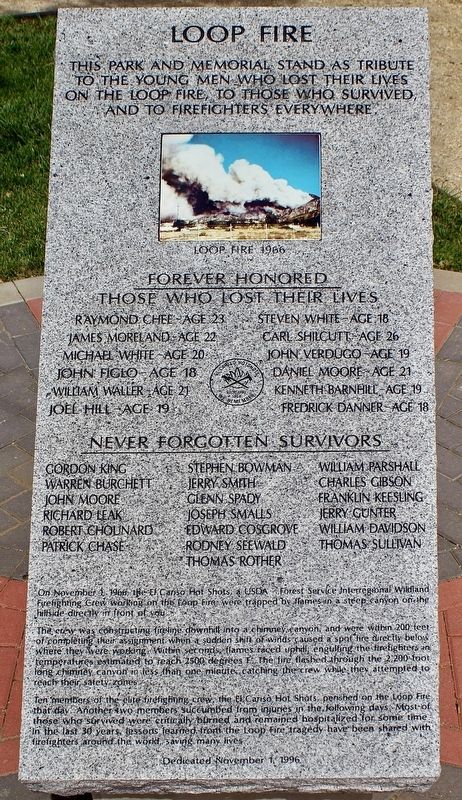 LOOP FIRE
THIS PARK AND MEMORIAL STAND AS TRIBUTE
TO THE YOUNG MEN WHO LOST THEIR LIVES
ON THE LOOP FIRE, TO THOSE WHO SURVIVED,
AND TO FIREFIGHTERS EVERYWHERE.
LOOP FIRE 1966
FOREVER HONORED
THOSE WHO LOST THEIR LIVES
RAYMOND CHEE - AGE 23 STEVEN WHITE - AGE 18
JAMES MORELAND - AGE 22 CARL SHILCUTT - AGE 26
MICHAEL WHITE - AGE 20 JOHN VERDUGO - AGE 19
JOHN FIGLO - AGE 18 DANIEL MOORE - AGE 21
WILLIAM WALLER - AGE 21 KENNETH BARNHILL - AGE 19
JOEL HILL - AGE 19 FREDRICK DANNER - AGE 18
NEVER FORGOTTEN SURVIVORS
GORDON KING STEPHEN BOWMAN WILLIAM PARSHALL
WARREN BURCHETT JERRY SMITH CHARLES GIBSON
JOHN MOORE GLENN SPADY FRANKLIN KEESLING
RICHARD LEAK JOSEPH SMALLS JERRY GUNTER
ROBERT CHOUNARD EDWARD COSGROVE WILLIAM DAVIDSON
PATRICK CHASE RODNEY SEEWALD THOMAS SULLIVAN
THOMAS ROTHER
On November 1, 1966, the El Cariso Hot Shots, a USDA - Forest Service Interregional Wildland
Firefighting Crew working on the Loop Fire were trapped by flames in a steep canyon on the
hillside directly in front of you.
The crew was constructing fireline downhill into a chimney canyon, and were within 200 feet
of completing their assignment when a sudden shift of winds caused a spot fire directly below
where they were working. Within seconds, flames raced uphill, engulfing the firefighters in
temperatures estimated to reach 2500 degrees F. The fire flashed through the 2,200-foot
long chimney canyon in less than one minute, catching the crew while they attempted to
reach their safety zones.
Ten members of the elite firefighting crew, the El Cariso Hot Shots, perished on the Loop Fire
that day. Another two members succumbed from injuries in the following days. Most of
those who survived were critically burned and remained hospitalized for some time.
In the last 30 years, lessons learned from the Loop Fire tragedy have been shared with
firefighters around the world, saving many lives.
Dedicated November 1, 1996